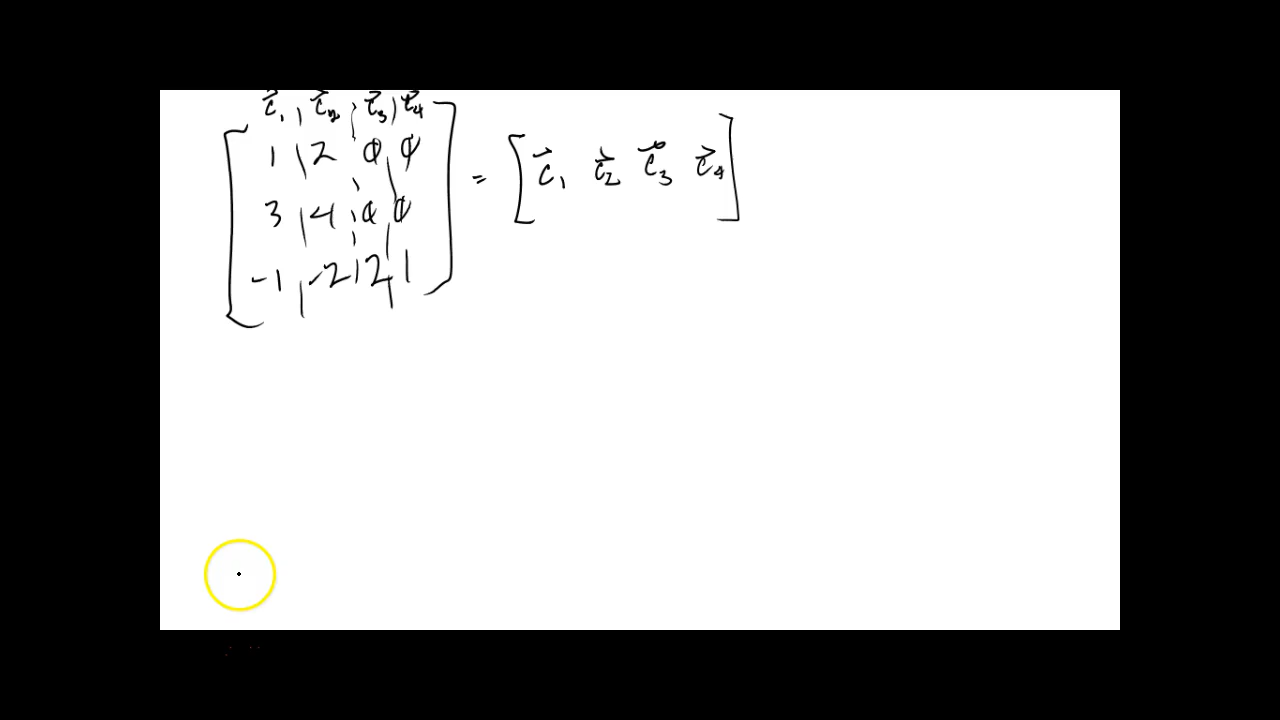 c⃗₁ | c⃗₂ | c⃗₃ | c⃗₄
[ 1 | 2 | 0 | 0 ] = [ c⃗₁ c⃗₂ c⃗₃ c⃗₄ ]
3 | 4 | 0 | 0
-1 | -2 | 2 | 1